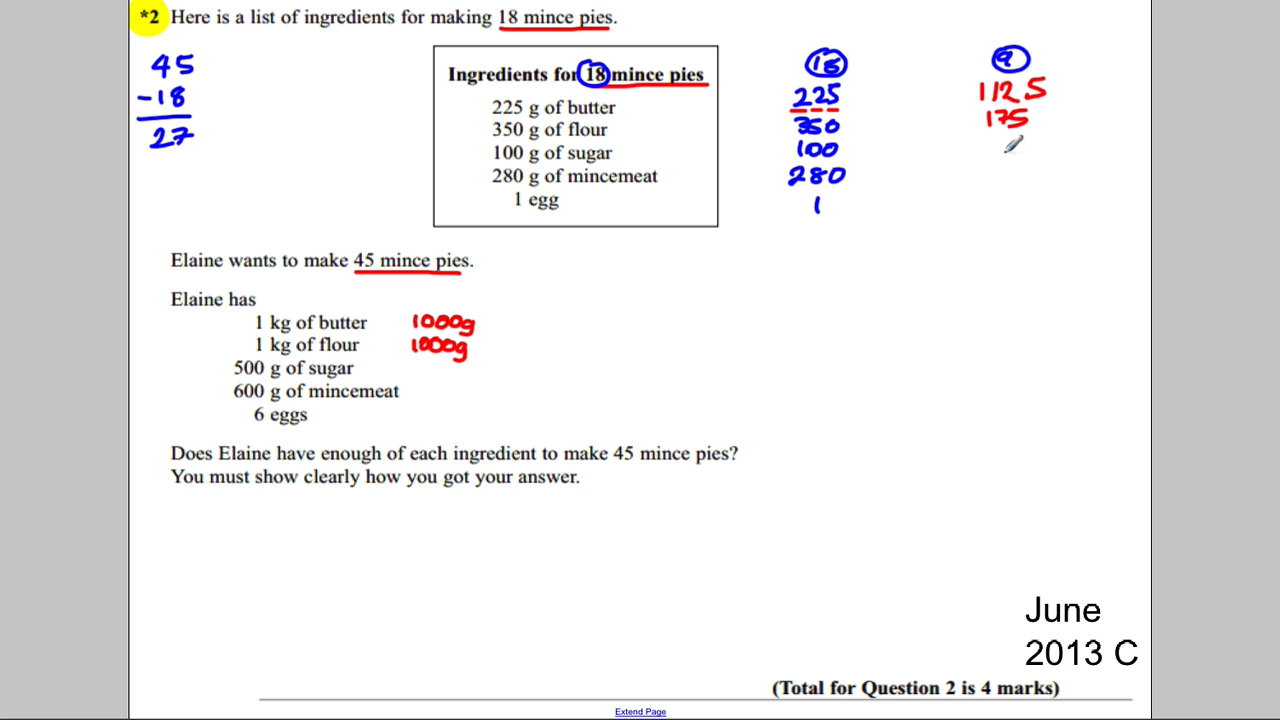 *2 Here is a list of ingredients for making 18 mince pies.
45
-18
27
Ingredients for 18 mince pies
225 g of butter
350 g of flour
100 g of sugar
280 g of mincemeat
1 egg
18
225
350
100
280
1
9
112 5
175
Elaine wants to make 45 mince pies.
Elaine has
1 kg of butter 1000g
1 kg of flour 1000g
500 g of sugar
600 g of mincemeat
6 eggs
Does Elaine have enough of each ingredient to make 45 mince pies?
You must show clearly how you got your answer.
June
2013 C
(Total for Question 2 is 4 marks)
Extend Page